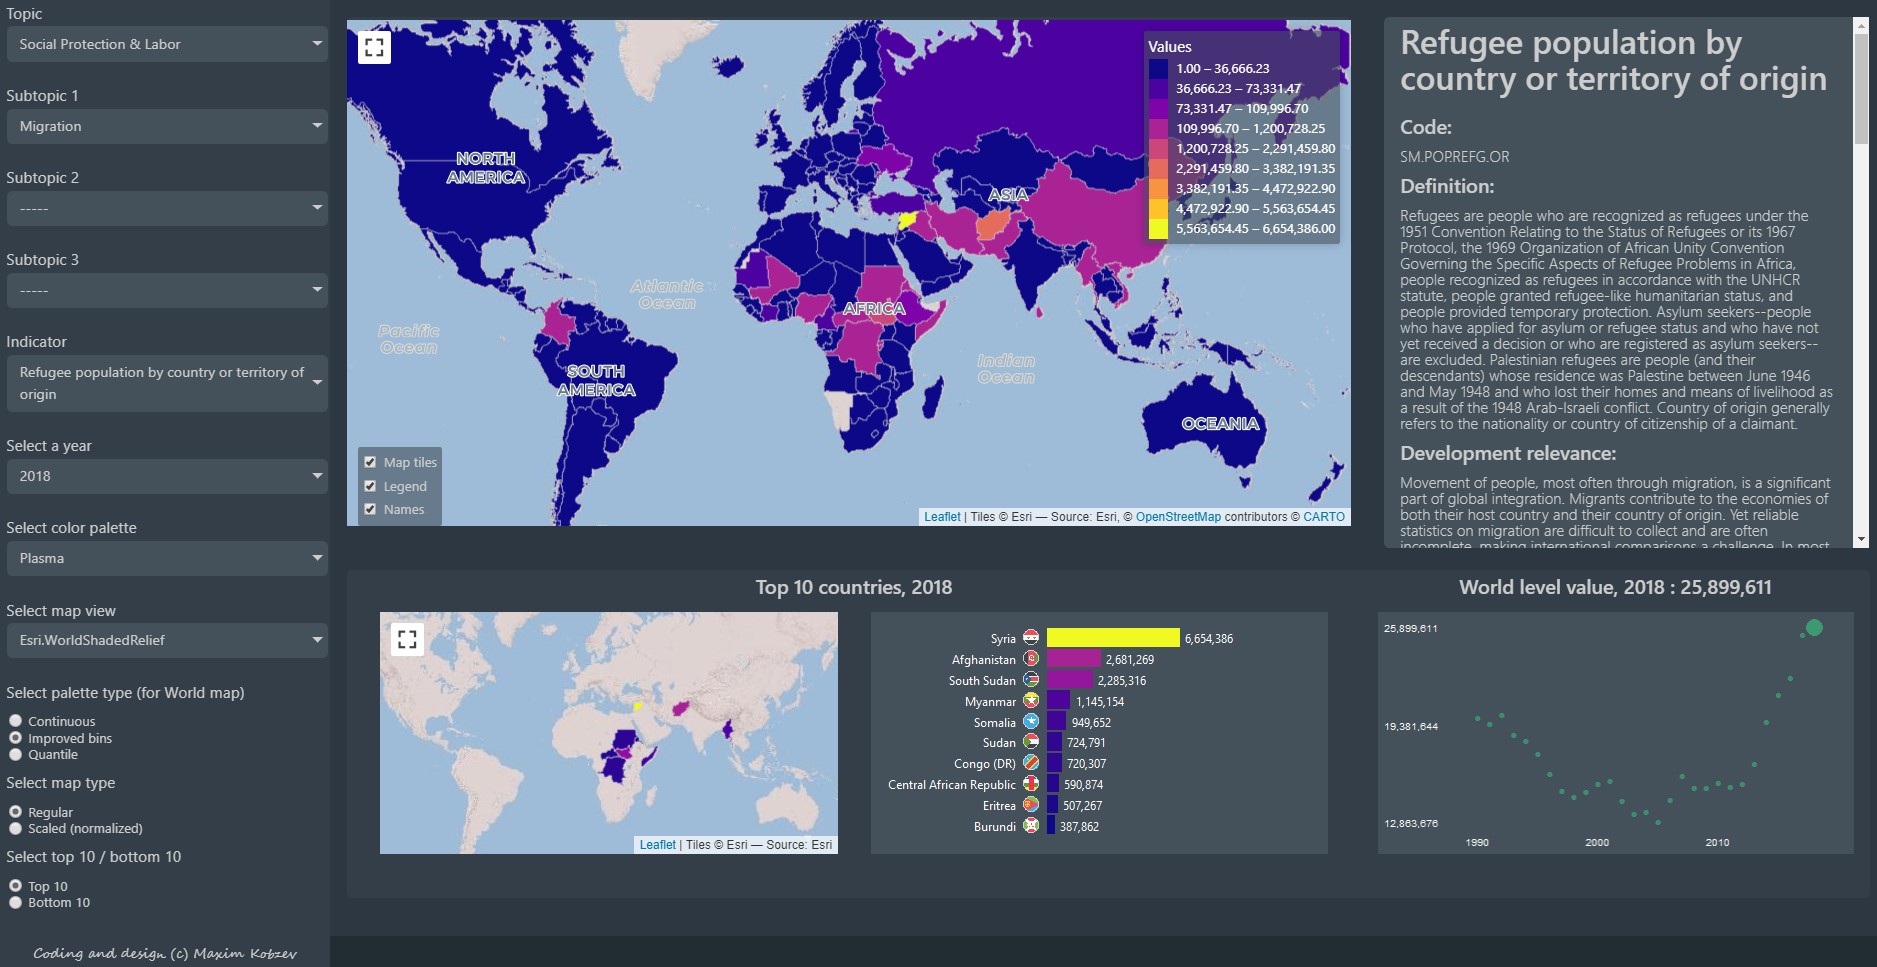 Topic
Social Protection & Labor
Subtopic 1
Migration
Subtopic 2
-----
Subtopic 3
-----
Indicator
Refugee population by country or territory of
origin
Select a year
2018
Select color palette
Plasma
Select map view
Esri.WorldShadedRelief
Select palette type (for World map)
Continuous
Improved bins
Quantile
Select map type
Regular
Scaled (normalized)
Select top 10 / bottom 10
Top 10
Bottom 10
Coding and design (c) Maxim Kobzev
NORTH
AMERICA
Atlantic
Ocean
Pacific
Ocean
SOUTH
AMERICA
AFRICA
ASIA
Indian
Ocean
OCEANIA
Values
1.00 – 36,666.23
36,666.23 – 73,331.47
73,331.47 – 109,996.70
109,996.70 – 1,200,728.25
1,200,728.25 – 2,291,459.80
2,291,459.80 – 3,382,191.35
3,382,191.35 – 4,472,922.90
4,472,922.90 – 5,563,654.45
5,563,654.45 – 6,654,386.00
Map tiles
Legend
Names
Leaflet | Tiles © Esri — Source: Esri, © OpenStreetMap contributors © CARTO
Refugee population by
country or territory of origin
Code:
SM.POP.REFG.OR
Definition:
Refugees are people who are recognized as refugees under the
1951 Convention Relating to the Status of Refugees or its 1967
Protocol, the 1969 Organization of African Unity Convention
Governing the Specific Aspects of Refugee Problems in Africa,
people recognized as refugees in accordance with the UNHCR
statute, people granted refugee-like humanitarian status, and
people provided temporary protection. Asylum seekers--people
who have applied for asylum or refugee status and who have not
yet received a decision or who are registered as asylum seekers--
are excluded. Palestinian refugees are people (and their
descendants) whose residence was Palestine between June 1946
and May 1948 and who lost their homes and means of livelihood as
a result of the 1948 Arab-Israeli conflict. Country of origin generally
refers to the nationality or country of citizenship of a claimant.
Development relevance:
Movement of people, most often through migration, is a significant
part of global integration. Migrants contribute to the economies of
both their host country and their country of origin. Yet reliable
statistics on migration are difficult to collect and are often
incomplete, making international comparisons a challenge. In most
Top 10 countries, 2018
Leaflet | Tiles © Esri — Source: Esri
Syria 6,654,386
Afghanistan 2,681,269
South Sudan 2,285,316
Myanmar 1,145,154
Somalia 949,652
Sudan 724,791
Congo (DR) 720,307
Central African Republic 590,874
Eritrea 507,267
Burundi 387,862
World level value, 2018 : 25,899,611
25,899,611
19,381,644
12,863,676
1990 2000 2010